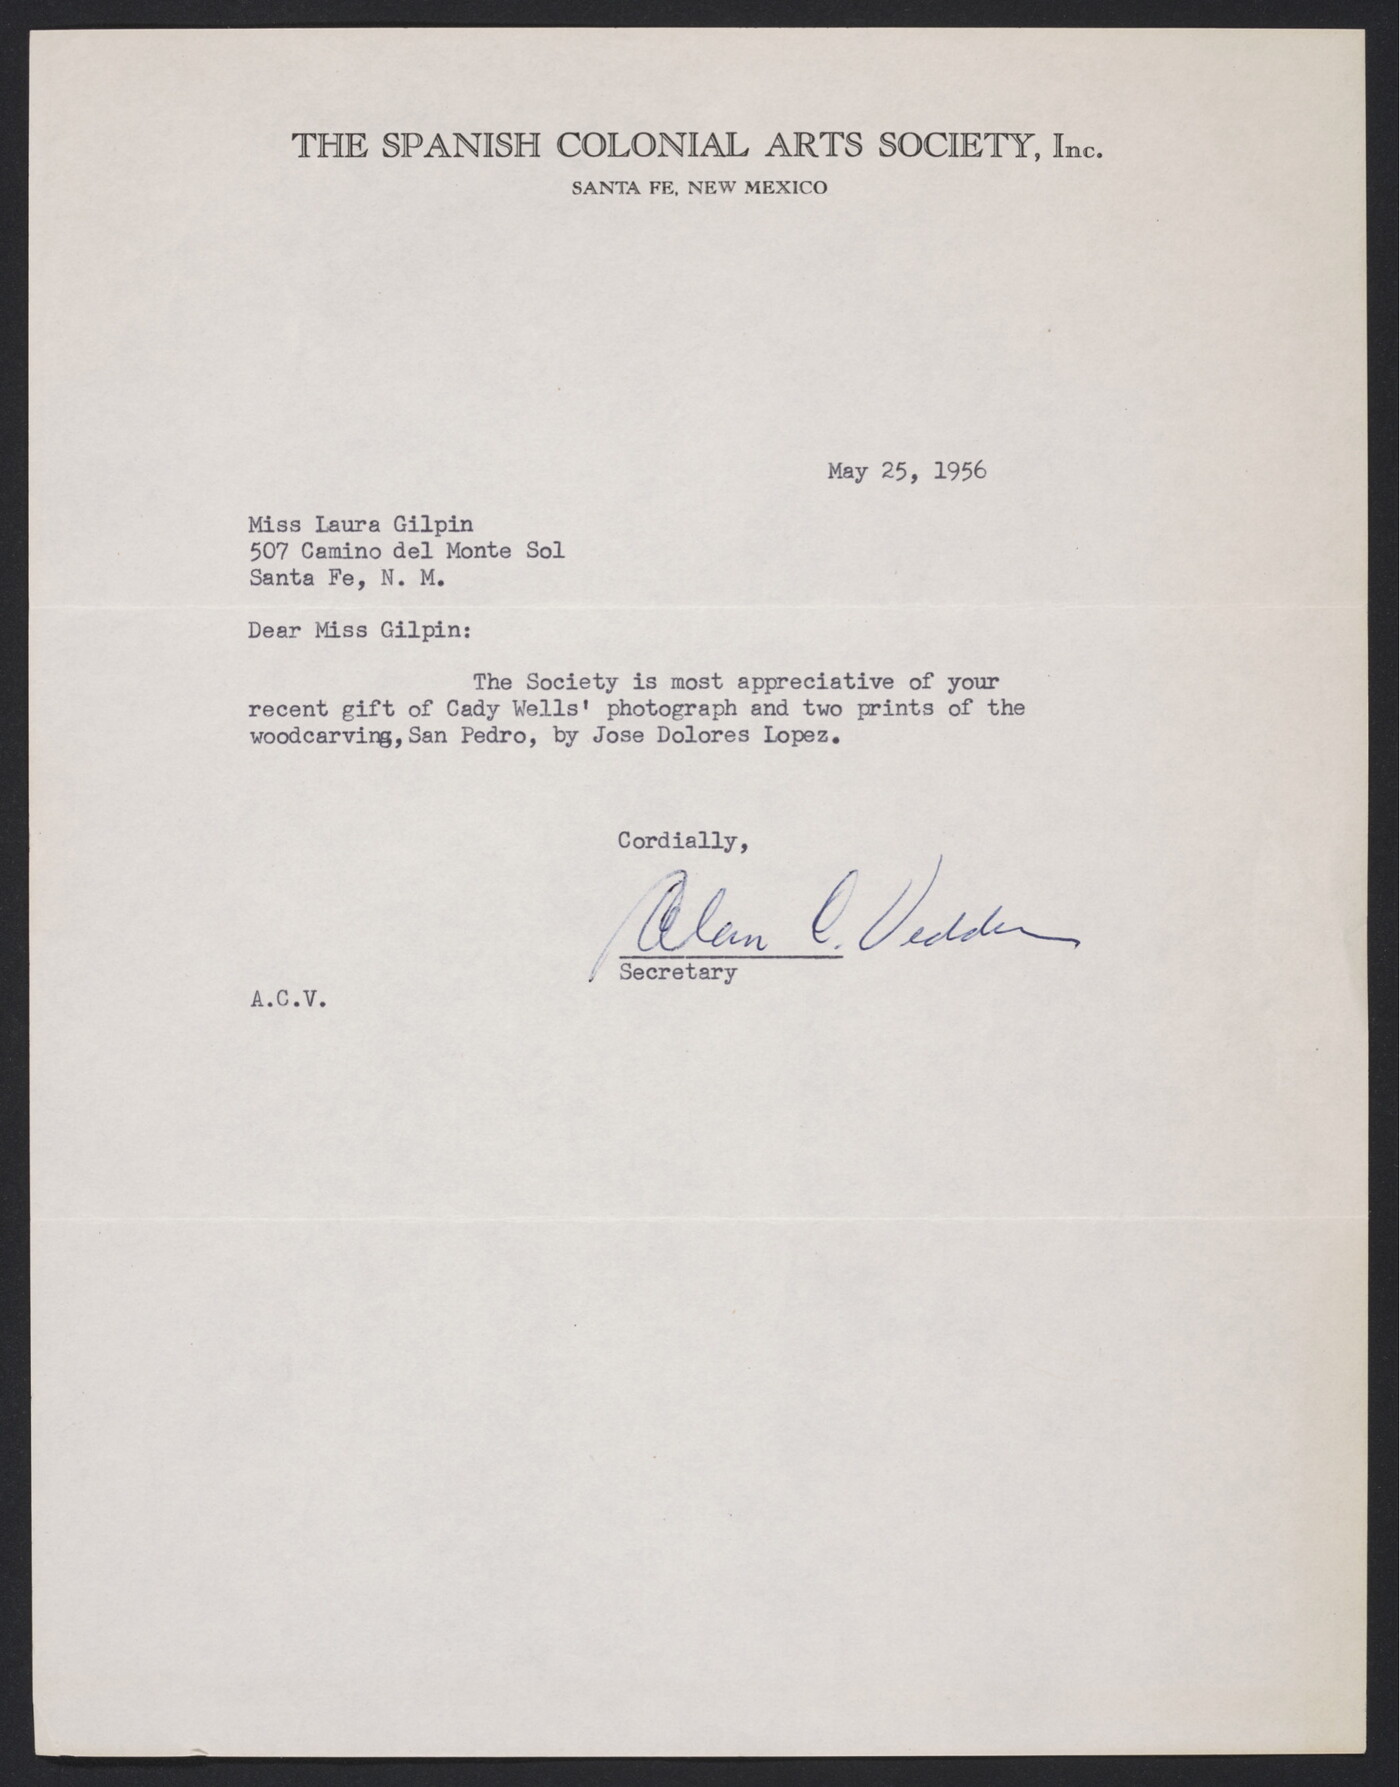 THE SPANISH COLONIAL ARTS SOCIETY, Inc.
SANTA FE, NEW MEXICO
May 25, 1956
Miss Laura Gilpin
507 Camino del Monte Sol
Santa Fe, N. M.
Dear Miss Gilpin:
The Society is most appreciative of your
recent gift of Cady Wells' photograph and two prints of the
woodcarving, San Pedro, by Jose Dolores Lopez.
Cordially,
Alan C. Vedder
Secretary
A.C.V.